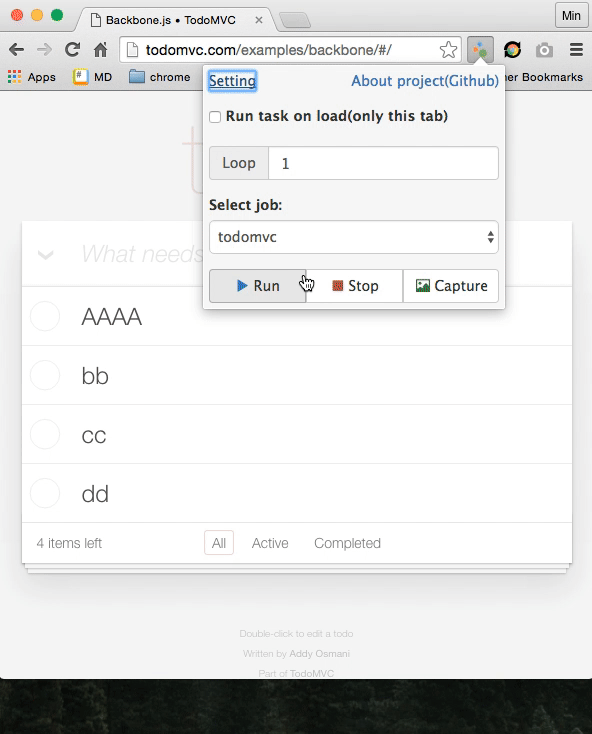 Backbone.js • TodoMVC
Min
todomvc.com/examples/backbone/#/
Apps
MD
chrome
er Bookmarks
Setting
About project(Github)
Run task on load(only this tab)
Loop
1
Select job:
todomvc
Run
Stop
Capture
What needs
AAAA
bb
cc
dd
4 items left
All
Active
Completed
Double-click to edit a todo
Written by Addy Osmani
Part of TodoMVC